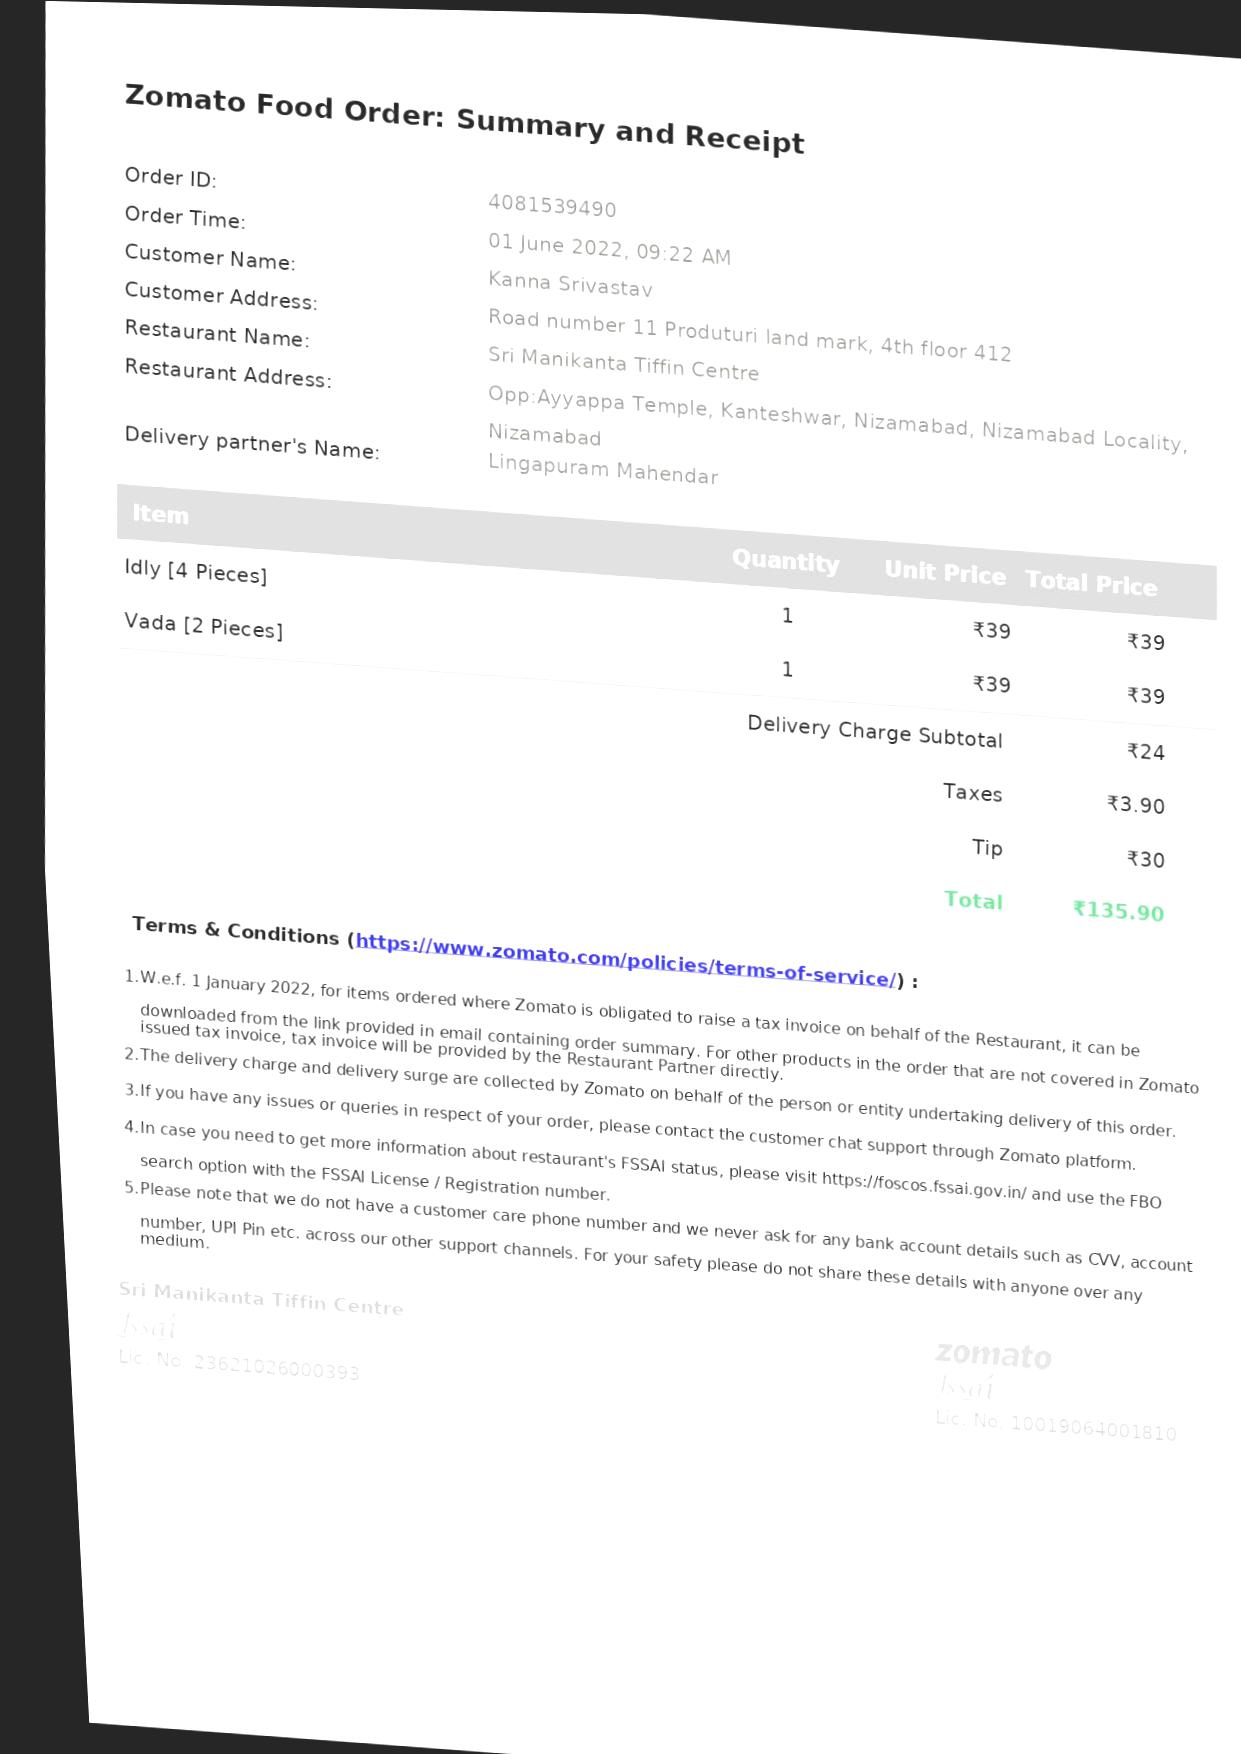 Zomato Food Order: Summary and Receipt
Order ID: 4081539490
Order Time: 01 June 2022, 09:22 AM
Customer Name: Kanna Srivastav
Customer Address: Road number 11 Produturi land mark, 4th floor 412
Restaurant Name: Sri Manikanta Tiffin Centre
Restaurant Address: Opp:Ayyappa Temple, Kanteshwar, Nizamabad, Nizamabad Locality,
Nizamabad
Delivery partner's Name: Lingapuram Mahendar
Item Quantity Unit Price Total Price
Idly [4 Pieces] 1 ₹39 ₹39
Vada [2 Pieces] 1 ₹39 ₹39
Delivery Charge Subtotal ₹24
Taxes ₹3.90
Tip ₹30
Total ₹135.90
Terms & Conditions (https://www.zomato.com/policies/terms-of-service/) :
1.W.e.f. 1 January 2022, for items ordered where Zomato is obligated to raise a tax invoice on behalf of the Restaurant, it can be
downloaded from the link provided in email containing order summary. For other products in the order that are not covered in Zomato
issued tax invoice, tax invoice will be provided by the Restaurant Partner directly.
2.The delivery charge and delivery surge are collected by Zomato on behalf of the person or entity undertaking delivery of this order.
3.If you have any issues or queries in respect of your order, please contact the customer chat support through Zomato platform.
4.In case you need to get more information about restaurant's FSSAI status, please visit https://foscos.fssai.gov.in/ and use the FBO
search option with the FSSAI License / Registration number.
5.Please note that we do not have a customer care phone number and we never ask for any bank account details such as CVV, account
number, UPI Pin etc. across our other support channels. For your safety please do not share these details with anyone over any
medium.
Sri Manikanta Tiffin Centre
fssai
Lic. No. 23621026000393
zomato
fssai
Lic. No. 10019064001810